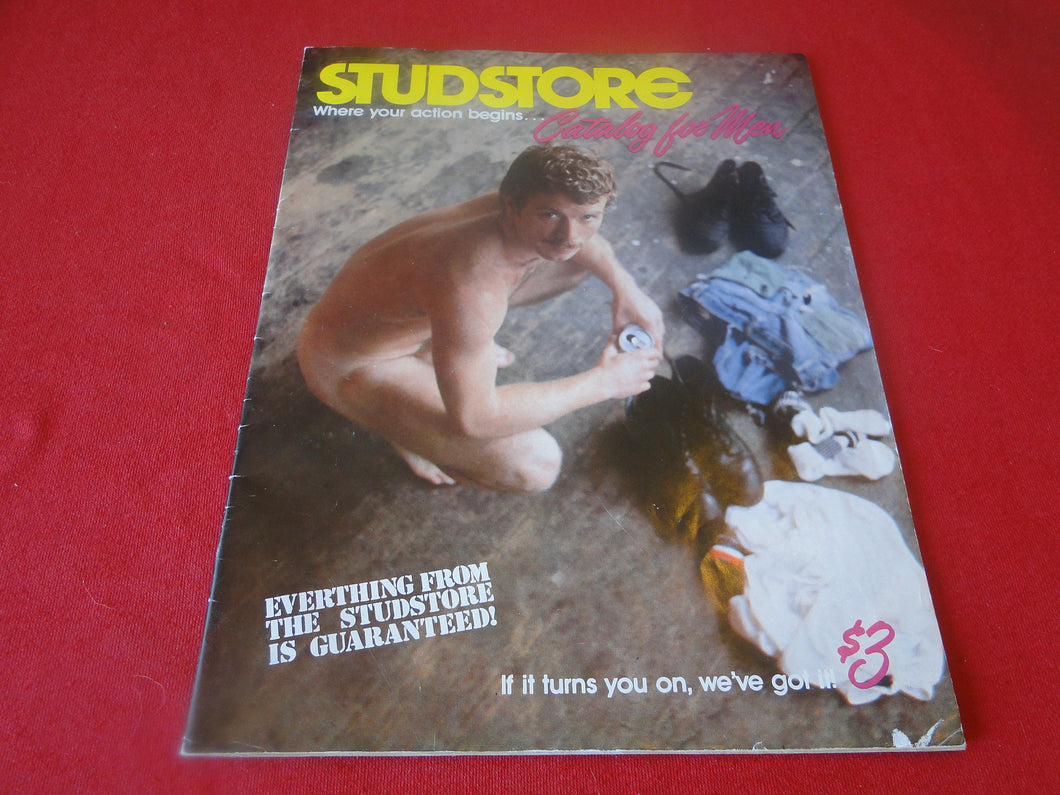 STUDSTORE
Where your action begins...
Catalog for Men
EVERTHING FROM
THE STUDSTORE
IS GUARANTEED!
If it turns you on, we've got it!
$3